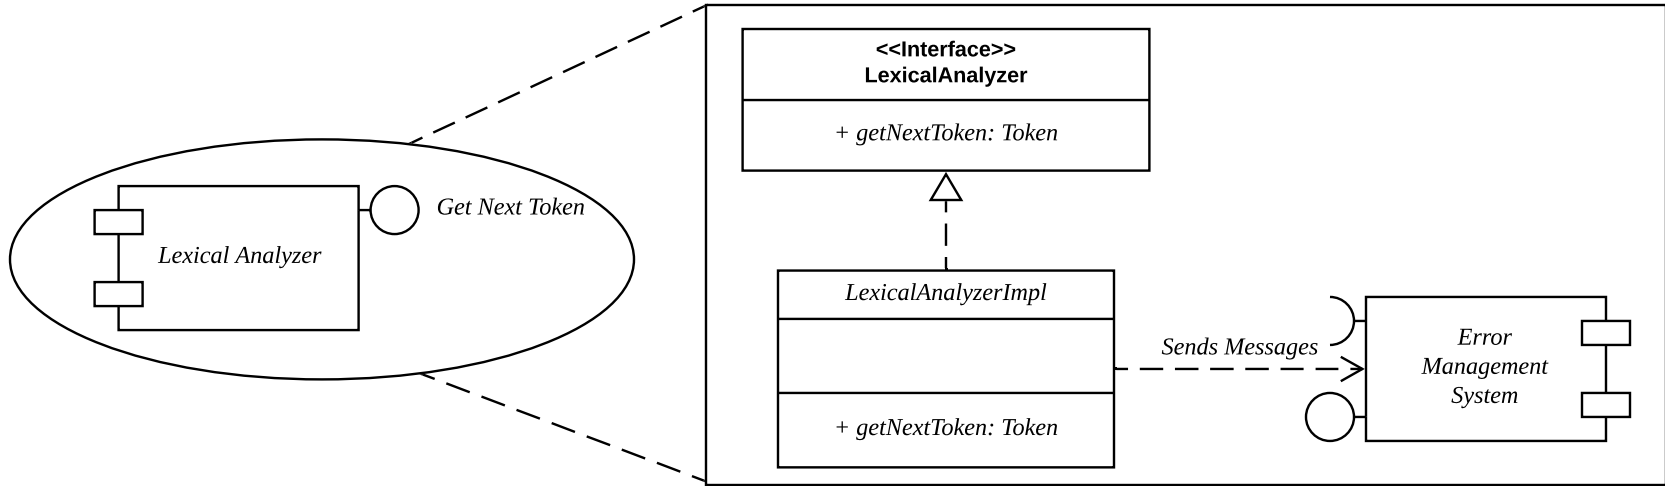 Lexical Analyzer
Get Next Token
<<Interface>>
LexicalAnalyzer
+ getNextToken: Token
LexicalAnalyzerImpl
+ getNextToken: Token
Sends Messages
Error
Management
System